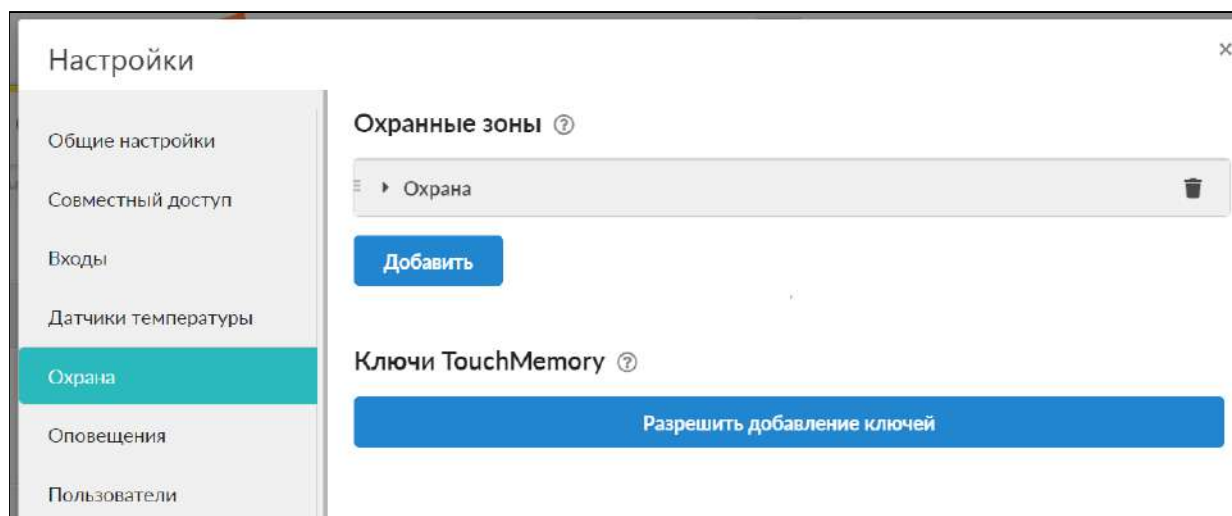 Настройки
Общие настройки
Совместный доступ
Входы
Датчики температуры
Охрана
Оповещения
Пользователи
Охранные зоны
Охрана
Добавить
Ключи TouchMemory
Разрешить добавление ключей